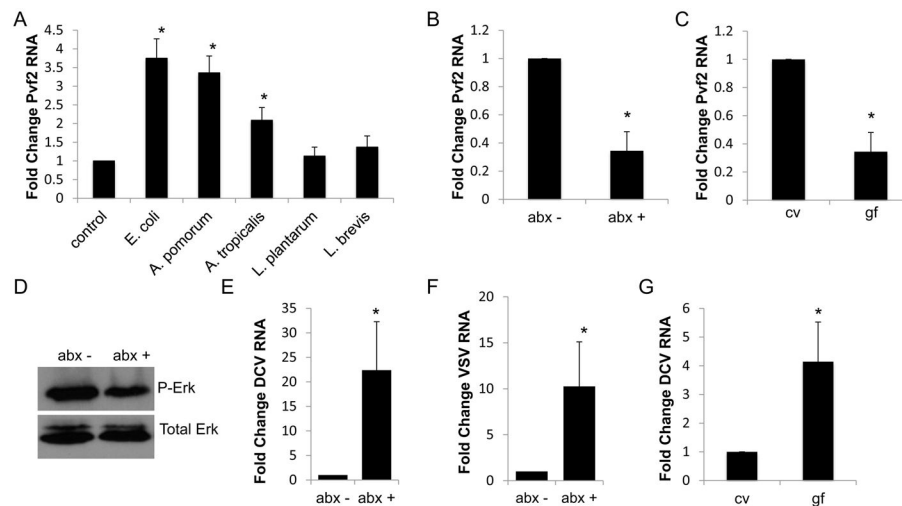 A
Fold Change Pvf2 RNA
4.5
4
3.5
3
2.5
2
1.5
1
0.5
0
*
*
*
control
E. coli
A. pomorum
A. tropicalis
L. plantarum
L. brevis
B
Fold Change Pvf2 RNA
1.2
1
0.8
0.6
0.4
0.2
0
*
abx -
abx +
C
Fold Change Pvf2 RNA
1.2
1
0.8
0.6
0.4
0.2
0
*
cv
gf
D
abx -
abx +
P-Erk
Total Erk
E
Fold Change DCV RNA
35
30
25
20
15
10
5
0
*
abx -
abx +
F
Fold Change VSV RNA
20
15
10
5
0
*
abx -
abx +
G
Fold Change DCV RNA
6
5
4
3
2
1
0
*
cv
gf